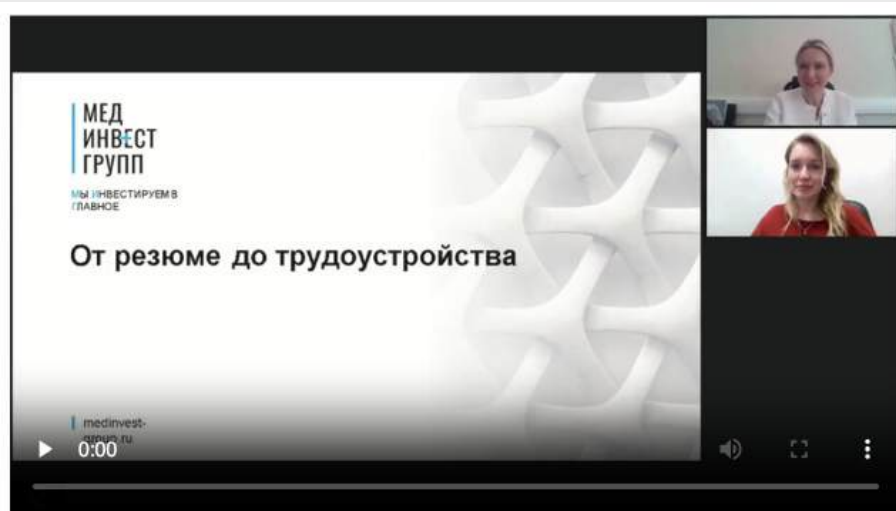 МЕД
ИНВЕСТ
ГРУПП
МЫ ИНВЕСТИРУЕМ В
ГЛАВНОЕ
От резюме до трудоустройства
medinvest-
group.ru
0:00